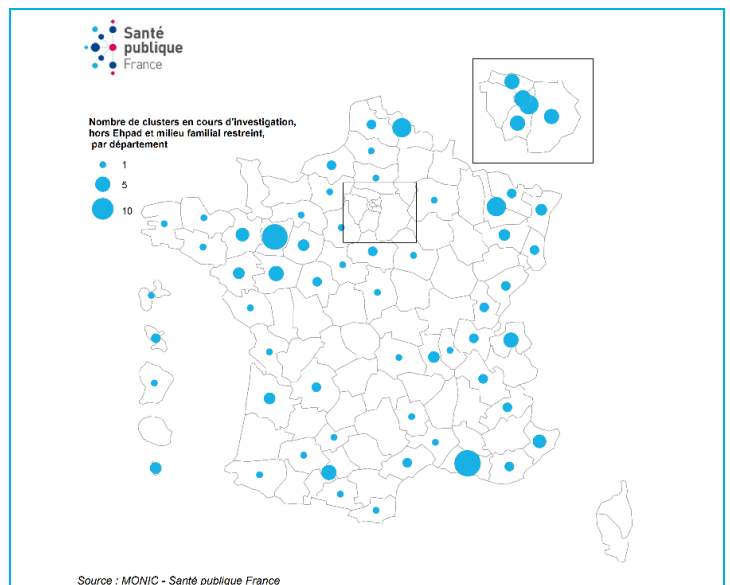 Santé
publique
France
Nombre de clusters en cours d'investigation,
hors Ehpad et milieu familial restreint,
par département
1
5
10
Source : MONIC - Santé publique France